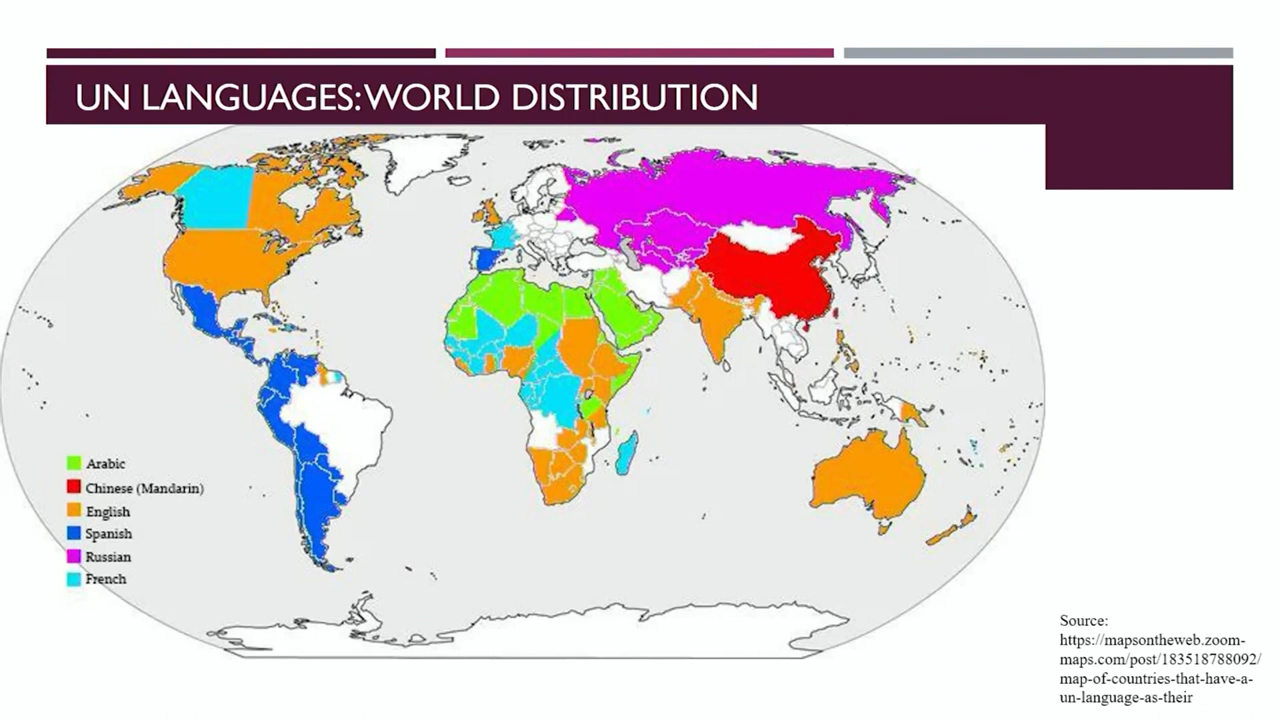 UN LANGUAGES: WORLD DISTRIBUTION
Arabic
Chinese (Mandarin)
English
Spanish
Russian
French
Source:
https://mapsontheweb.zoom-
maps.com/post/183518788092/
map-of-countries-that-have-a-
un-language-as-their